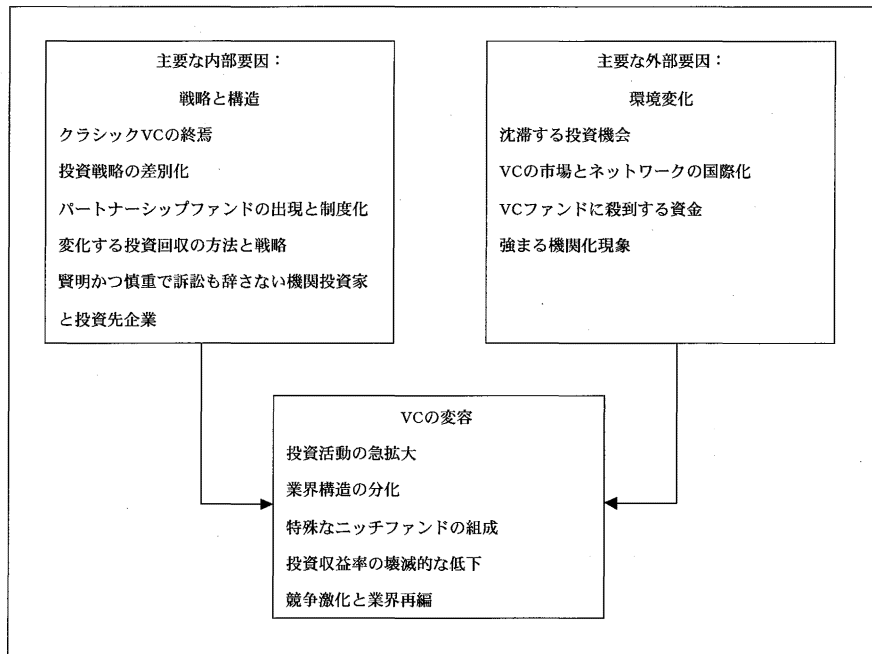 主要な内部要因：
戦略と構造
クラシックVCの終焉
投資戦略の差別化
パートナーシップファンドの出現と制度化
変化する投資回収の方法と戦略
賢明かつ慎重で訴訟も辞さない機関投資家
と投資先企業
主要な外部要因：
環境変化
沈滞する投資機会
VCの市場とネットワークの国際化
VCファンドに殺到する資金
強まる機関化現象
VCの変容
投資活動の急拡大
業界構造の分化
特殊なニッチファンドの組成
投資収益率の壊滅的な低下
競争激化と業界再編